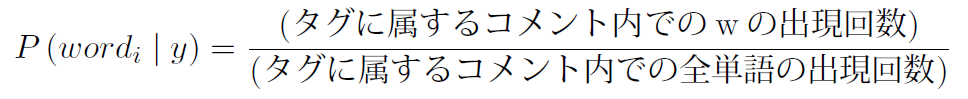 P (word_i | y) = (タグに属するコメント内での w の出現回数) / (タグに属するコメント内での全単語の出現回数)